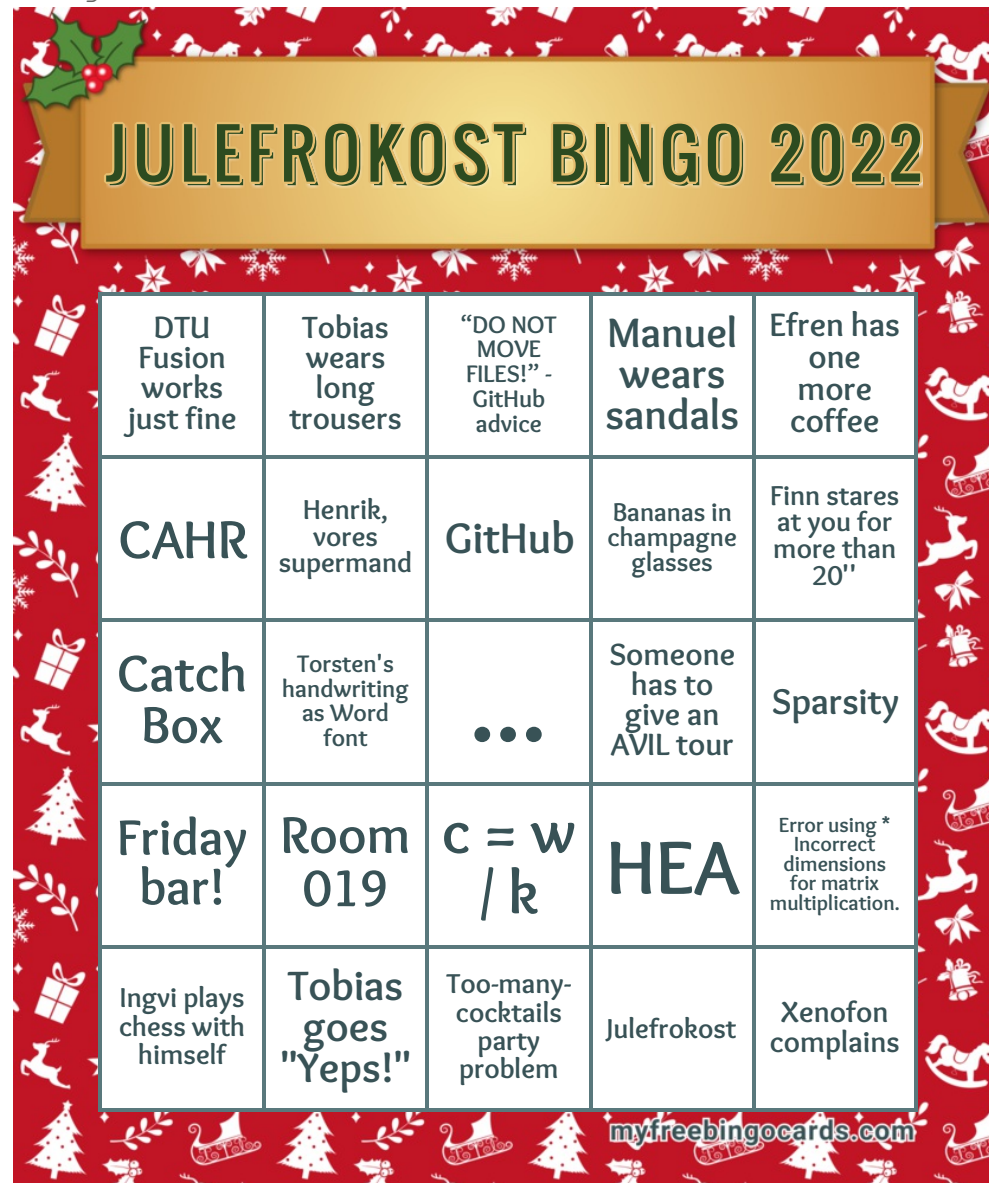 JULEFROKOST BINGO 2022
DTU
Fusion
works
just fine
Tobias
wears
long
trousers
“DO NOT
MOVE
FILES!” -
GitHub
advice
Manuel
wears
sandals
Efren has
one
more
coffee
CAHR
Henrik,
vores
supermand
GitHub
Bananas in
champagne
glasses
Finn stares
at you for
more than
20''
Catch
Box
Torsten's
handwriting
as Word
font
...
Someone
has to
give an
AVIL tour
Sparsity
Friday
bar!
Room
019
c = w
/ k
HEA
Error using *
Incorrect
dimensions
for matrix
multiplication.
Ingvi plays
chess with
himself
Tobias
goes
"Yeps!"
Too-many-
cocktails
party
problem
Julefrokost
Xenofon
complains
myfreebingocards.com